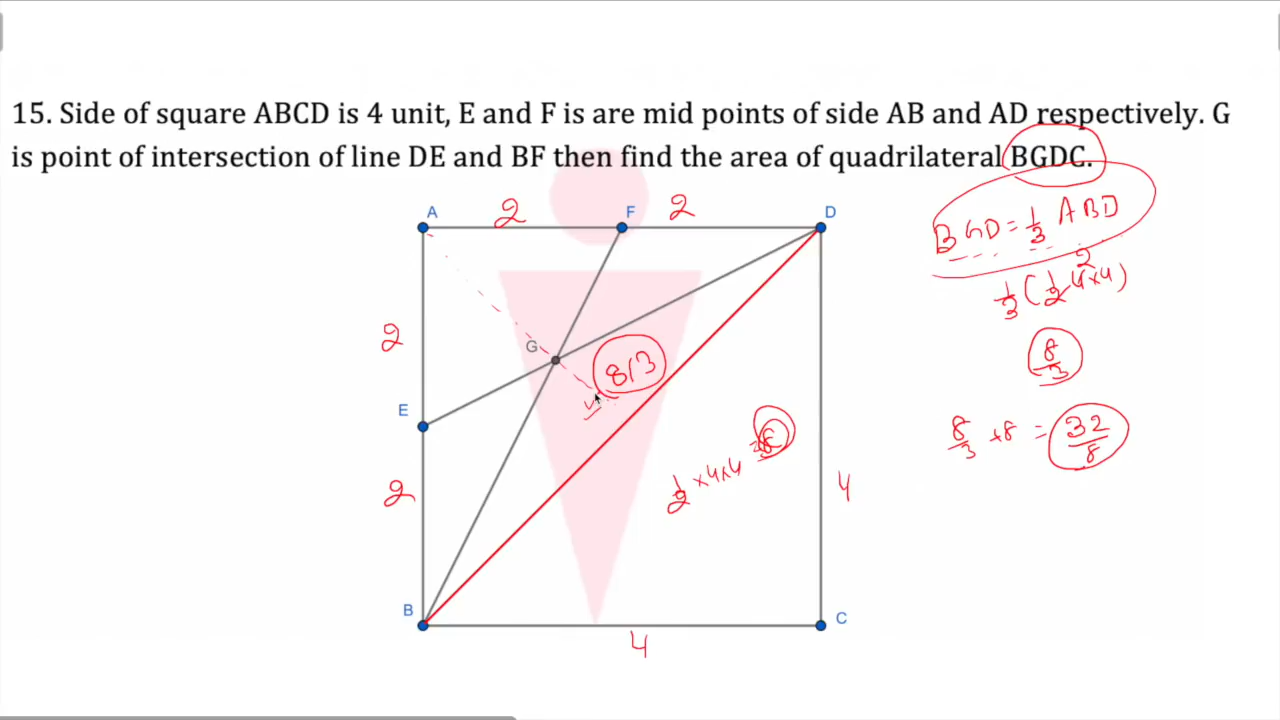 15. Side of square ABCD is 4 unit, E and F is are mid points of side AB and AD respectively. G
is point of intersection of line DE and BF then find the area of quadrilateral BGDC.
BGD = 1/3 ABD
A 2 F 2 D
1/3 ( 1/2 4×4 ) 2
2
G
8/3
8/3
E
1/2 ×4×4 = 8
8/3 +8 = 32/8
2
4
B
C
4